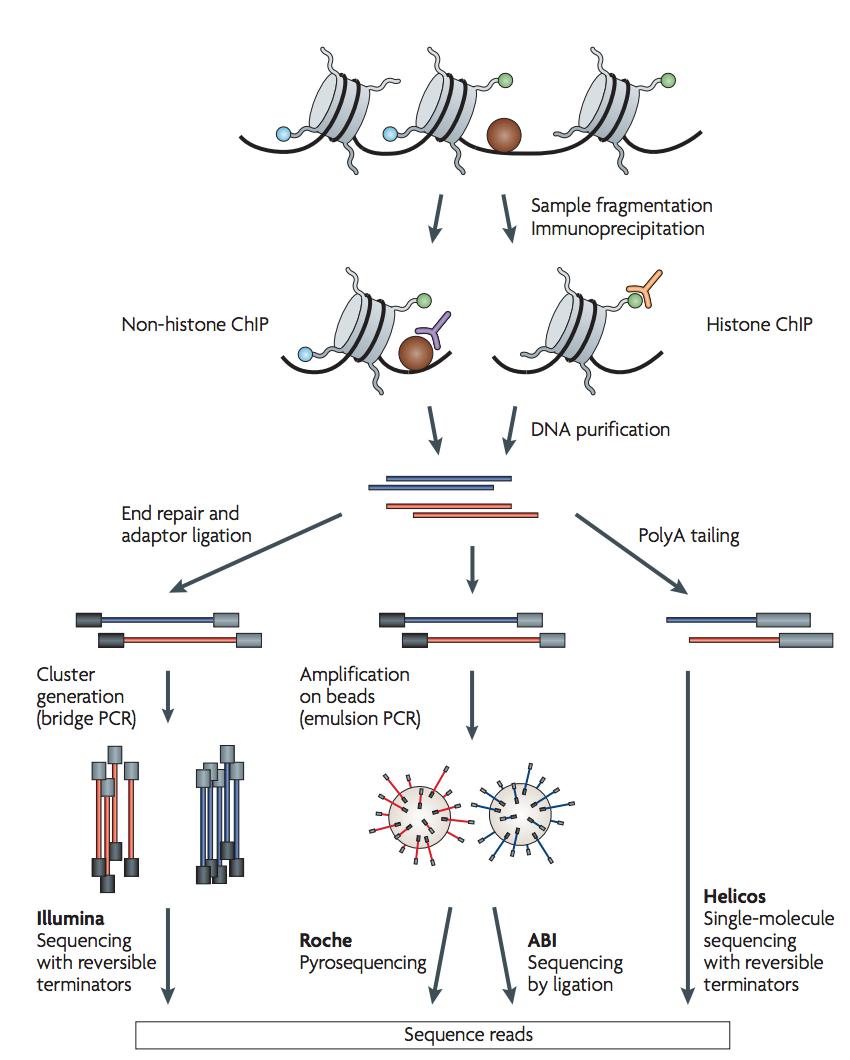 Sample fragmentation
Immunoprecipitation
Non-histone ChIP
Histone ChIP
DNA purification
End repair and
adaptor ligation
PolyA tailing
Cluster
generation
(bridge PCR)
Amplification
on beads
(emulsion PCR)
Illumina
Sequencing
with reversible
terminators
Roche
Pyrosequencing
ABI
Sequencing
by ligation
Helicos
Single-molecule
sequencing
with reversible
terminators
Sequence reads